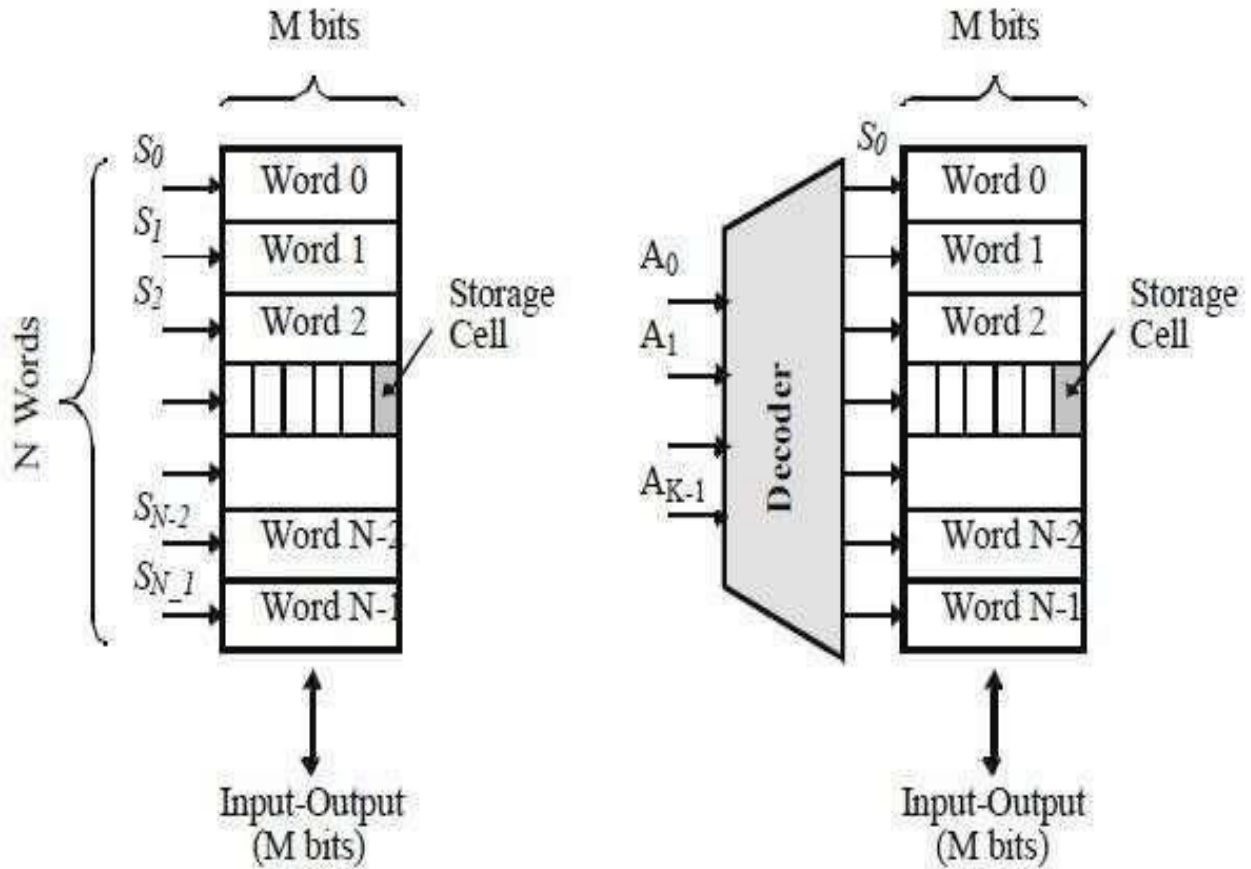 M bits
S0
S1
S2
SN-2
SN_1
N Words
Word 0
Word 1
Word 2
Word N-2
Word N-1
Storage
Cell
Input-Output
(M bits)
M bits
A0
A1
AK-1
Decoder
S0
Word 0
Word 1
Word 2
Word N-2
Word N-1
Storage
Cell
Input-Output
(M bits)